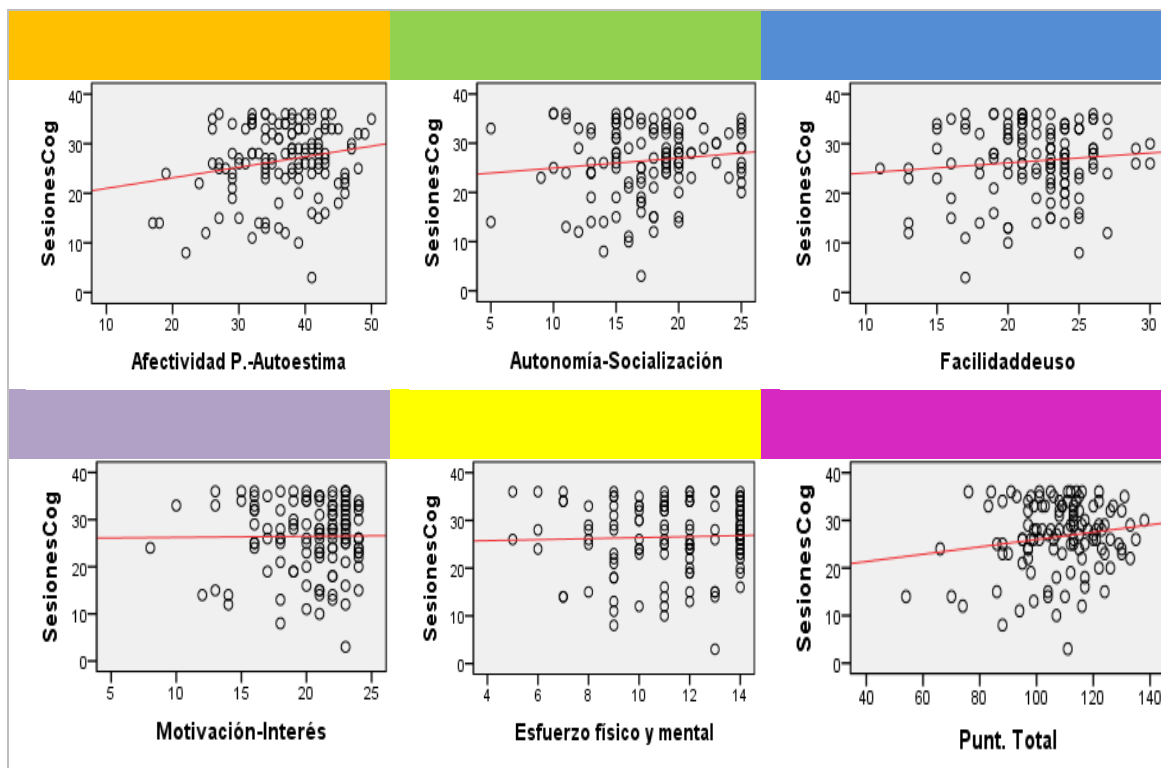 SesionesCog
40
30
20
10
0
10 20 30 40 50
Afectividad P.-Autoestima
SesionesCog
40
30
20
10
0
5 10 15 20 25
Autonomía-Socialización
SesionesCog
40
30
20
10
0
10 15 20 25 30
Facilidaddeuso
SesionesCog
40
30
20
10
0
5 10 15 20 25
Motivación-Interés
SesionesCog
40
30
20
10
0
4 6 8 10 12 14
Esfuerzo físico y mental
SesionesCog
40
30
20
10
0
40 60 80 100 120 140
Punt. Total